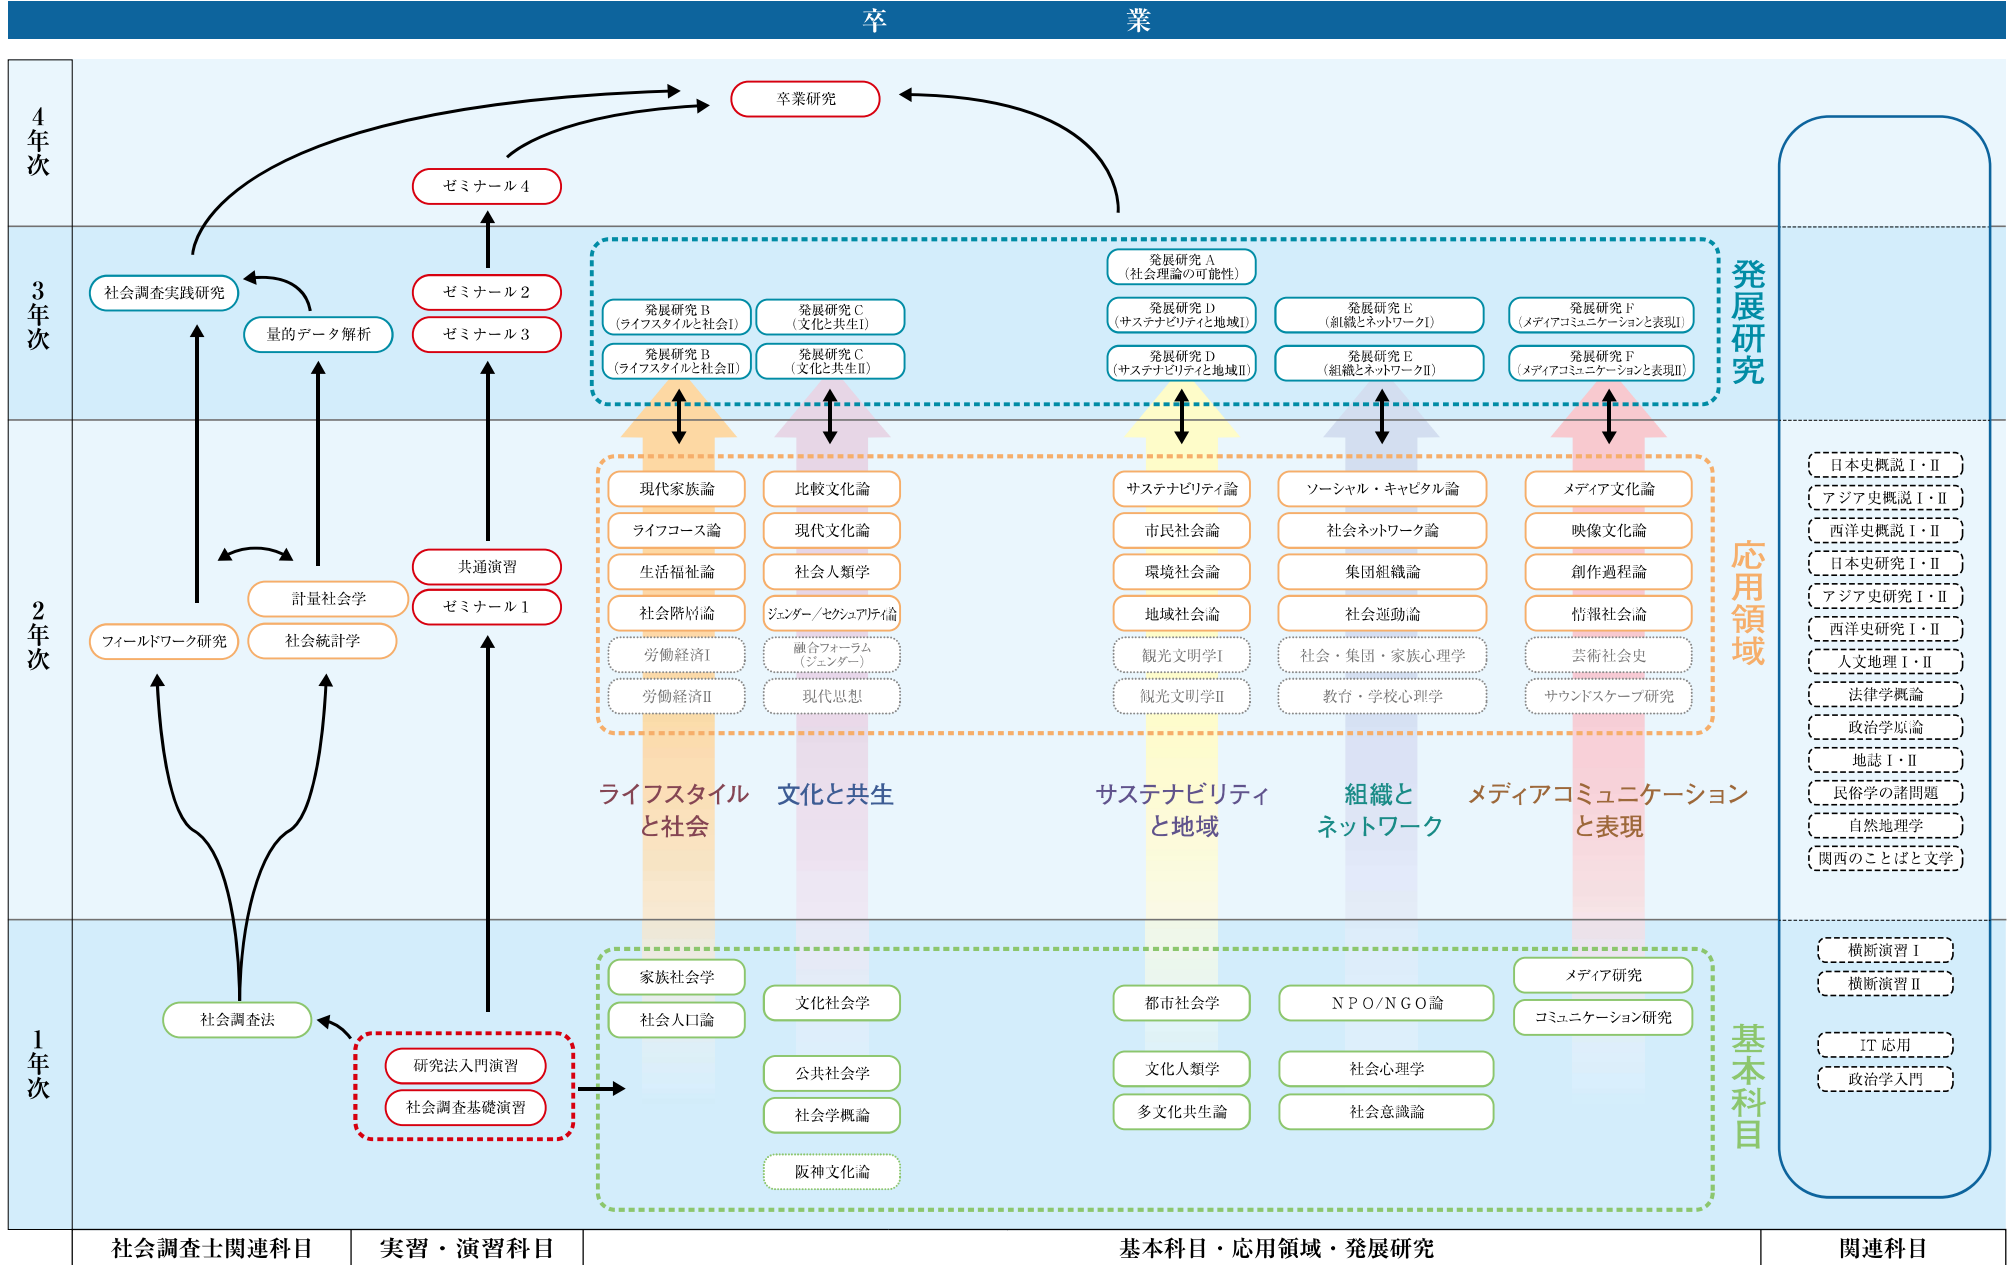 卒業
4年次
卒業研究
ゼミナール4
3年次
社会調査実践研究
量的データ解析
ゼミナール2
ゼミナール3
発展研究 A
（社会理論の可能性）
発展研究 B
（ライフスタイルと社会Ⅰ）
発展研究 C
（文化と共生Ⅰ）
発展研究 D
（サステナビリティと地域Ⅰ）
発展研究 E
（組織とネットワークⅠ）
発展研究 F
（メディアコミュニケーションと表現Ⅰ）
発展研究 B
（ライフスタイルと社会Ⅱ）
発展研究 C
（文化と共生Ⅱ）
発展研究 D
（サステナビリティと地域Ⅱ）
発展研究 E
（組織とネットワークⅡ）
発展研究 F
（メディアコミュニケーションと表現Ⅱ）
発展研究
2年次
共通演習
ゼミナール1
計量社会学
社会統計学
フィールドワーク研究
現代家族論
ライフコース論
生活福祉論
社会階層論
労働経済Ⅰ
労働経済Ⅱ
比較文化論
現代文化論
社会人類学
ジェンダー／セクシュアリティ論
融合フォーラム
（ジェンダー）
現代思想
サステナビリティ論
市民社会論
環境社会論
地域社会論
観光文明学Ⅰ
観光文明学Ⅱ
ソーシャル・キャピタル論
社会ネットワーク論
集団組織論
社会運動論
社会・集団・家族心理学
教育・学校心理学
メディア文化論
映像文化論
創作過程論
情報社会論
芸術社会史
サウンドスケープ研究
応用領域
ライフスタイル
と社会
文化と共生
サステナビリティ
と地域
組織と
ネットワーク
メディアコミュニケーション
と表現
日本史概説Ⅰ・Ⅱ
アジア史概説Ⅰ・Ⅱ
西洋史概説Ⅰ・Ⅱ
日本史研究Ⅰ・Ⅱ
アジア史研究Ⅰ・Ⅱ
西洋史研究Ⅰ・Ⅱ
人文地理Ⅰ・Ⅱ
法律学概論
政治学原論
地誌Ⅰ・Ⅱ
民俗学の諸問題
自然地理学
関西のことばと文学
1年次
社会調査法
研究法入門演習
社会調査基礎演習
家族社会学
社会人口論
文化社会学
公共社会学
社会学概論
阪神文化論
都市社会学
文化人類学
多文化共生論
NPO/NGO論
社会心理学
社会意識論
メディア研究
コミュニケーション研究
基本科目
横断演習Ⅰ
横断演習Ⅱ
IT 応用
政治学入門
社会調査士関連科目
実習・演習科目
基本科目・応用領域・発展研究
関連科目